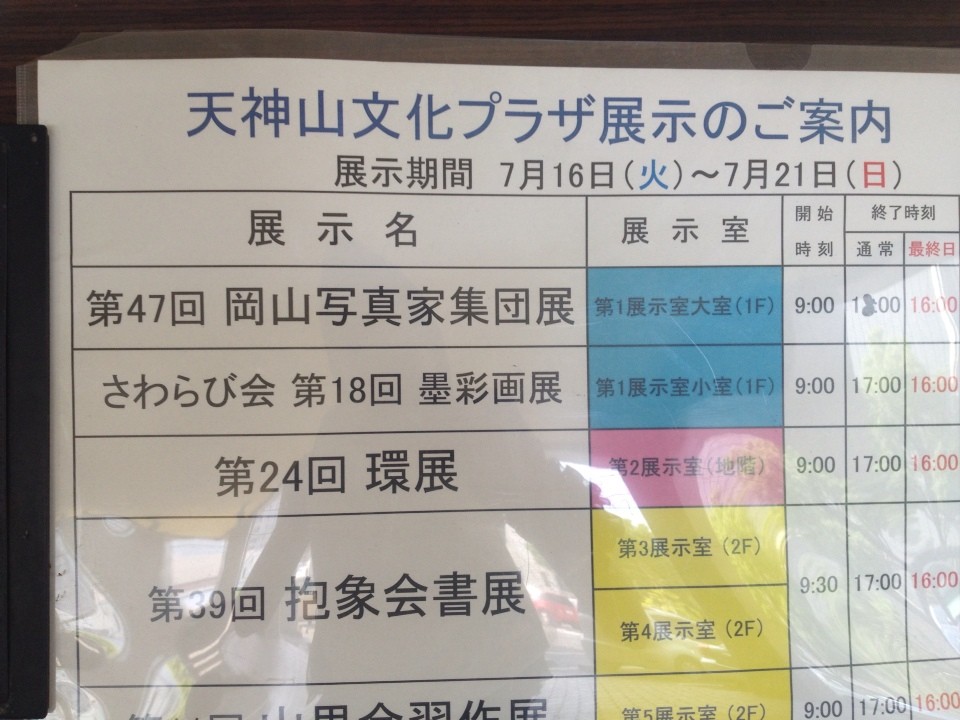 天神山文化プラザ展示のご案内
展示期間 7月16日(火)～7月21日(日)
展示名 展示室 開始時刻 終了時刻
通常 最終日
第47回 岡山写真家集団展 第1展示室大室(1F) 9:00 16:00
さわらび会 第18回 墨彩画展 第1展示室小室(1F) 9:00 17:00 16:00
第24回 環展 第2展示室(地階) 9:00 17:00 16:00
第39回 抱象会書展 第3展示室(2F) 9:30 17:00 16:00
第4展示室(2F)
習作展 第5展示室(2F) 9:00 17:00 16:00